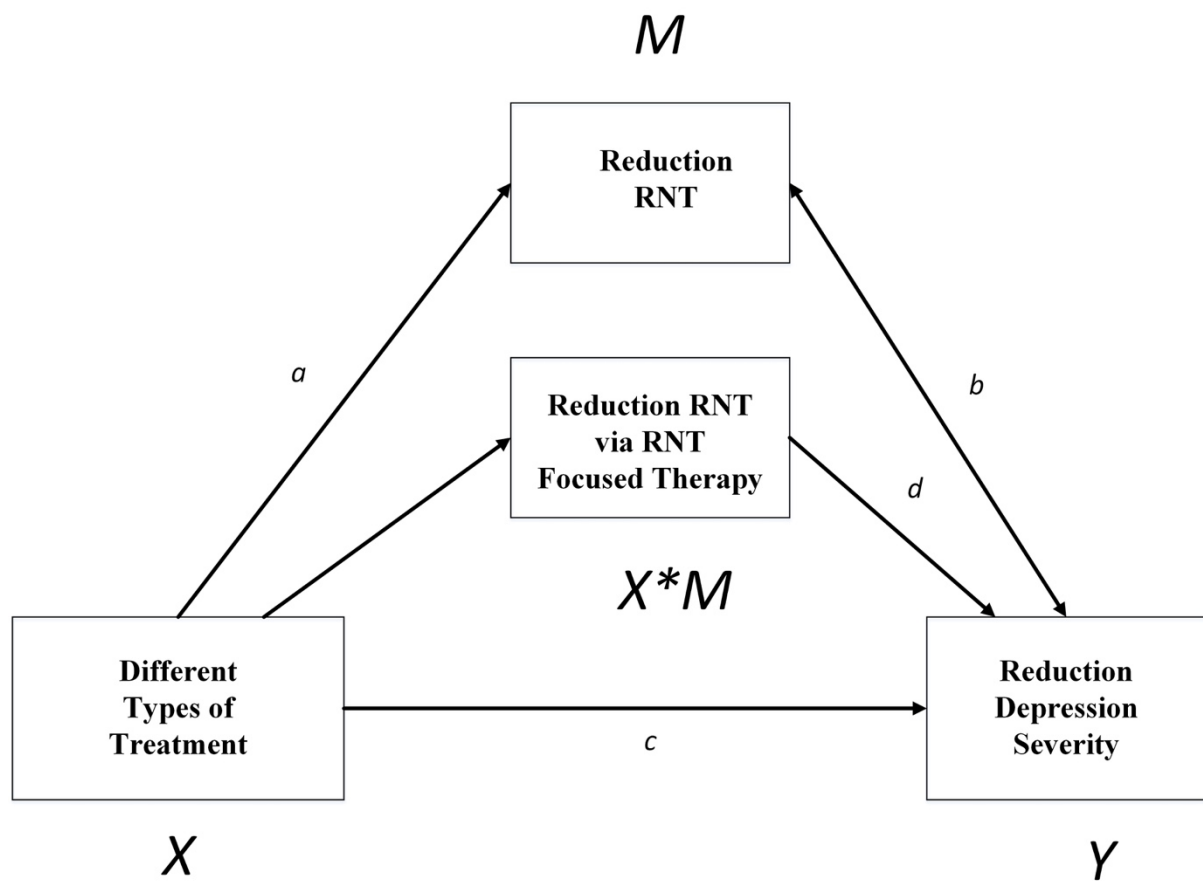 M
Reduction
RNT
a
b
Reduction RNT
via RNT
Focused Therapy
d
X*M
Different
Types of
Treatment
c
Reduction
Depression
Severity
X
Y